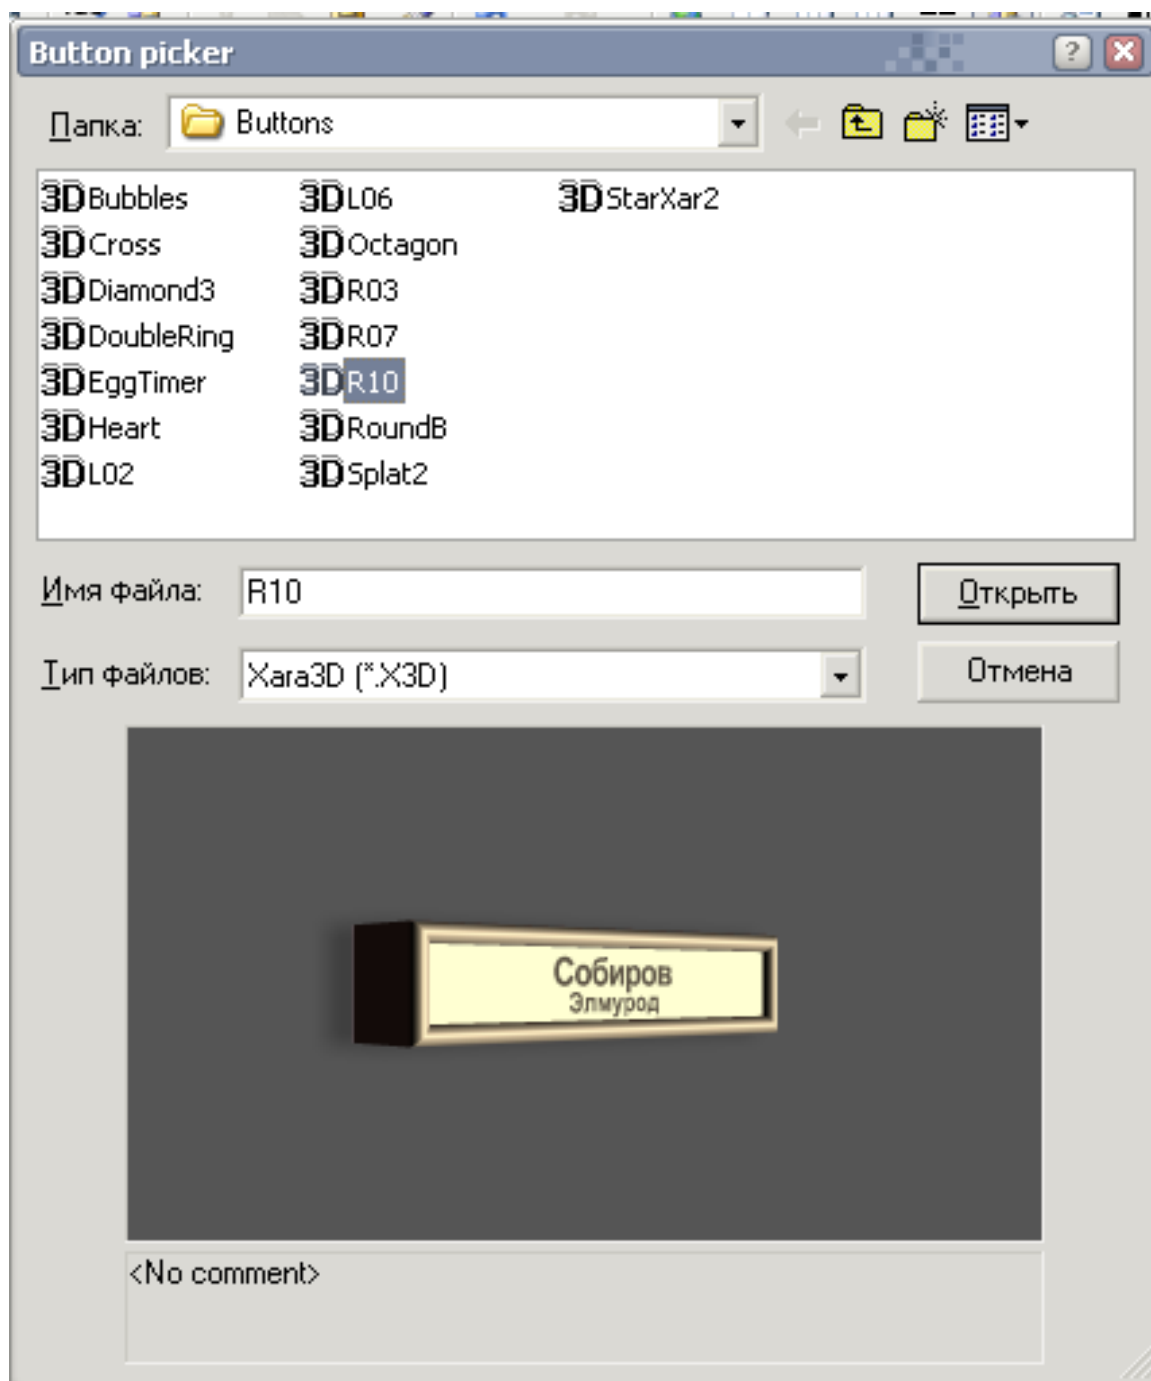 Button picker
Папка: Buttons
3D Bubbles
3D Cross
3D Diamond3
3D DoubleRing
3D EggTimer
3D Heart
3D L02
3D L06
3D Octagon
3D R03
3D R07
3D R10
3D RoundB
3D Splat2
3D StarXar2
Имя файла: R10 Открыть
Тип файлов: Xara3D (*.X3D) Отмена
Собиров
Элмурод
<No comment>